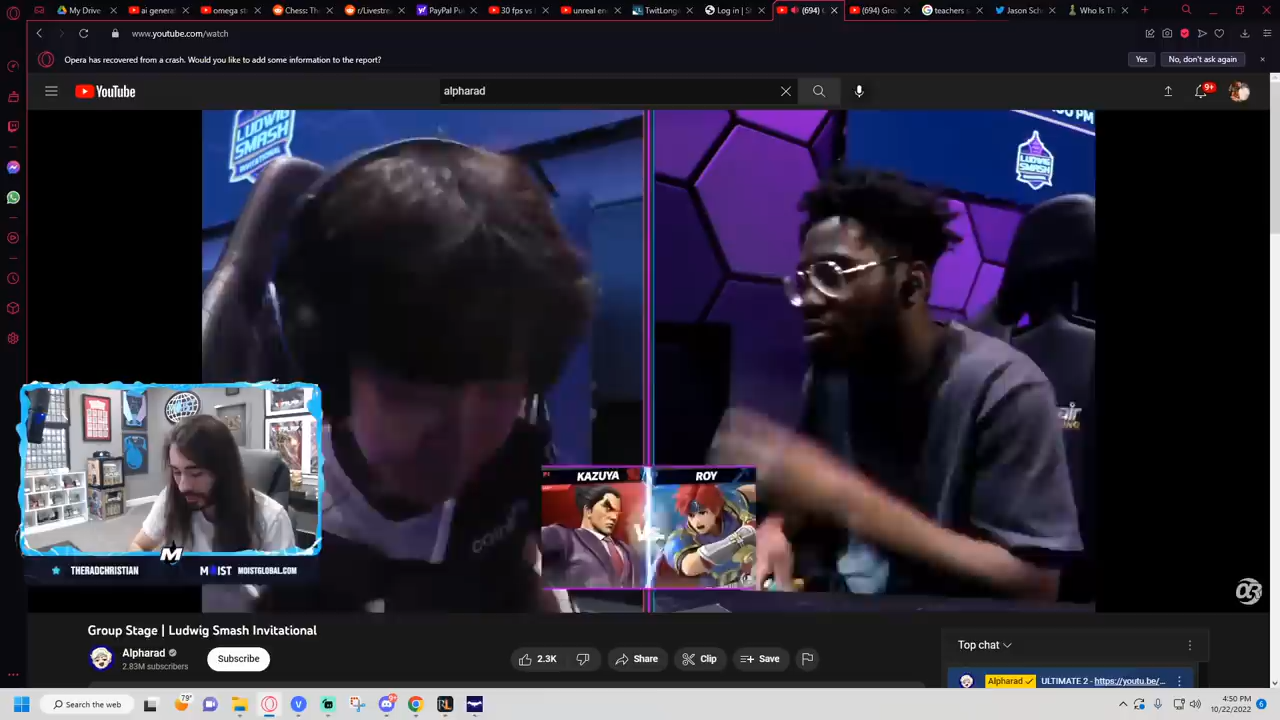 My Drive
ai genera
omega st
Chess: Th
r/Livestre
PayPal Pu
30 fps vs
unreal en
TwitLong
Log in | S
(694) L
(694) Gro
teachers
Jason Sch
Who Is Th
www.youtube.com/watch
Opera has recovered from a crash. Would you like to add some information to the report?
Yes
No, don't ask again
YouTube
alpharad
9+
LUDWIG
SMASH
INVITATIONAL
PM
LUDWIG
SMASH
KAZUYA
ROY
VS
THERADCHRISTIAN
MOIST
MOISTGLOBAL.COM
Group Stage | Ludwig Smash Invitational
Alpharad
2.83M subscribers
Subscribe
2.3K
Share
Clip
Save
Top chat
Alpharad
ULTIMATE 2 - https://youtu.be/...
79°
Search the web
4:50 PM
10/22/2022
6